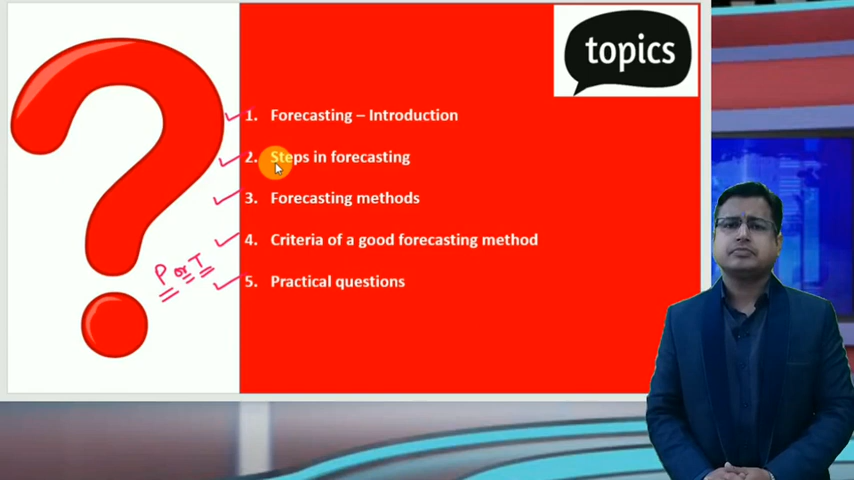 topics
1. Forecasting – Introduction
2. Steps in forecasting
3. Forecasting methods
4. Criteria of a good forecasting method
P or T
5. Practical questions